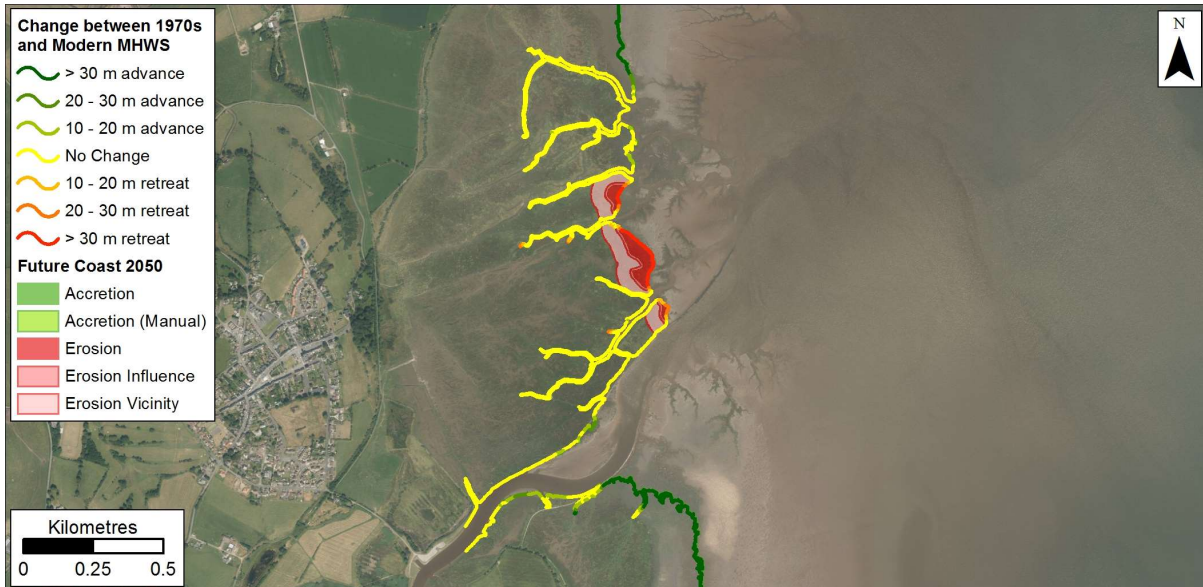 Change between 1970s
and Modern MHWS
> 30 m advance
20 - 30 m advance
10 - 20 m advance
No Change
10 - 20 m retreat
20 - 30 m retreat
> 30 m retreat
Future Coast 2050
Accretion
Accretion (Manual)
Erosion
Erosion Influence
Erosion Vicinity
N
Kilometres
0 0.25 0.5